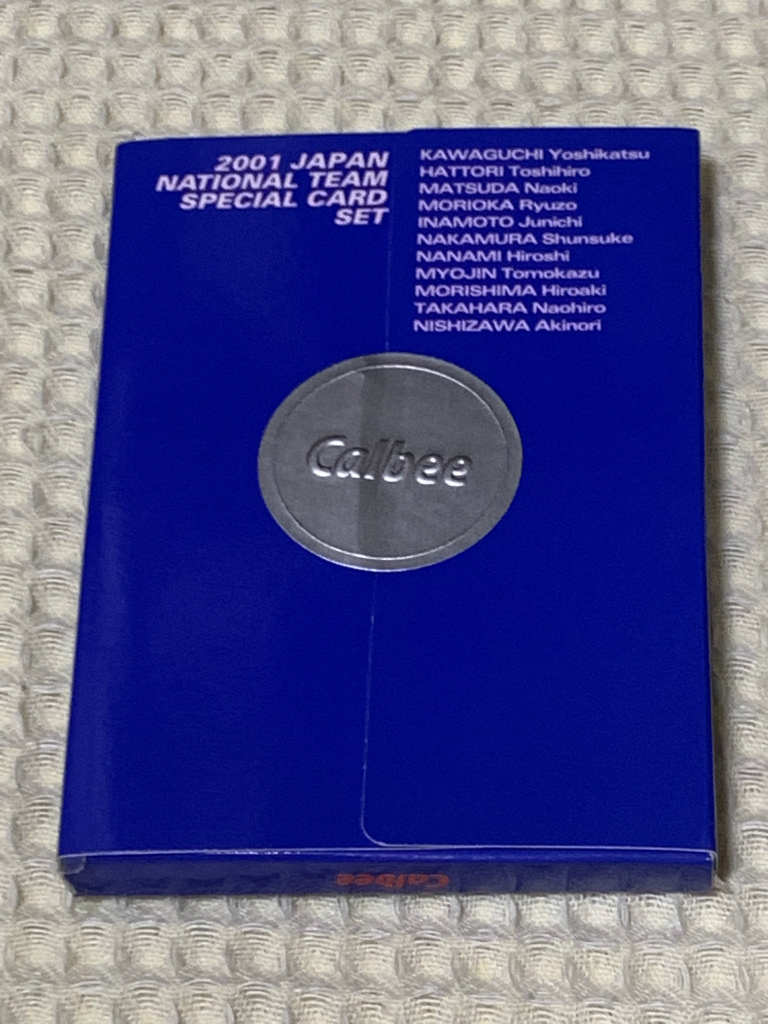 2001 JAPAN
NATIONAL TEAM
SPECIAL CARD
SET
KAWAGUCHI Yoshikatsu
HATTORI Toshihiro
MATSUDA Naoki
MORIOKA Ryuzo
INAMOTO Junichi
NAKAMURA Shunsuke
NANAMI Hiroshi
MYOJIN Tomokazu
MORISHIMA Hiroaki
TAKAHARA Naohiro
NISHIZAWA Akinori
Calbee
Calbee